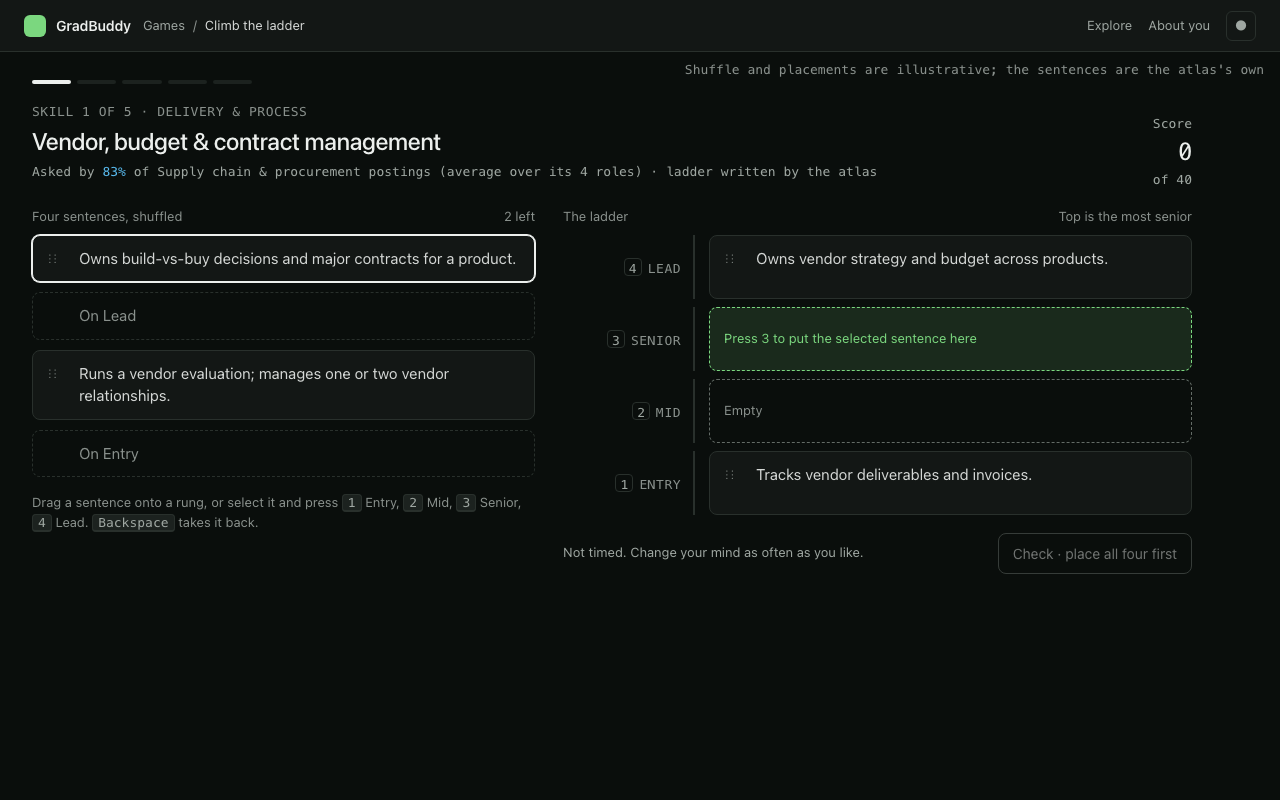 GradBuddy Games / Climb the ladder Explore About you
Shuffle and placements are illustrative; the sentences are the atlas's own
SKILL 1 OF 5 · DELIVERY & PROCESS
Vendor, budget & contract management
Asked by 83% of Supply chain & procurement postings (average over its 4 roles) · ladder written by the atlas
Score
0
of 40
Four sentences, shuffled 2 left
Owns build-vs-buy decisions and major contracts for a product.
On Lead
Runs a vendor evaluation; manages one or two vendor
relationships.
On Entry
Drag a sentence onto a rung, or select it and press 1 Entry, 2 Mid, 3 Senior,
4 Lead. Backspace takes it back.
The ladder Top is the most senior
4 LEAD Owns vendor strategy and budget across products.
3 SENIOR Press 3 to put the selected sentence here
2 MID Empty
1 ENTRY Tracks vendor deliverables and invoices.
Not timed. Change your mind as often as you like. Check · place all four first